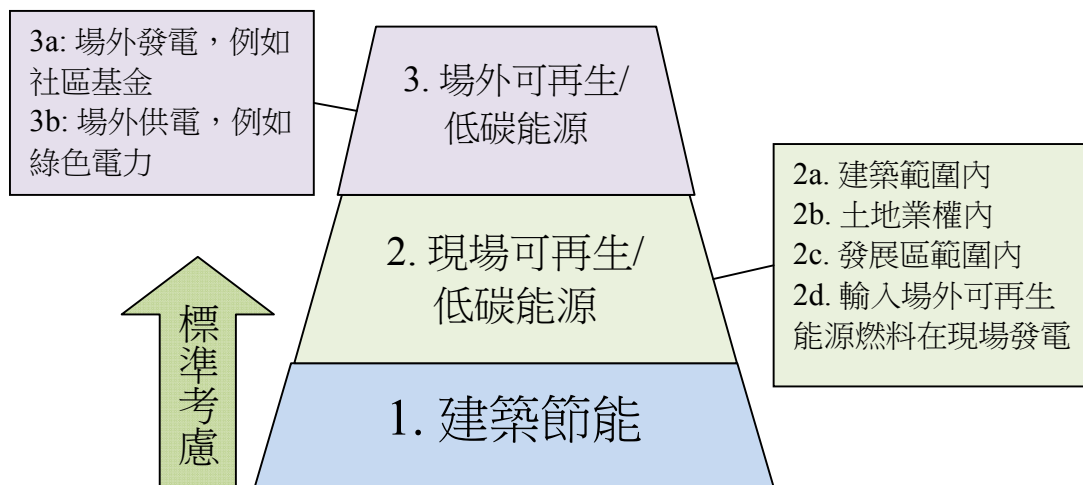 3a: 場外發電，例如
社區基金
3b: 場外供電，例如
綠色電力
3. 場外可再生/
低碳能源
2a. 建築範圍內
2b. 土地業權內
2c. 發展區範圍內
2d. 輸入場外可再生
能源燃料在現場發電
2. 現場可再生/
低碳能源
標準考慮
1. 建築節能